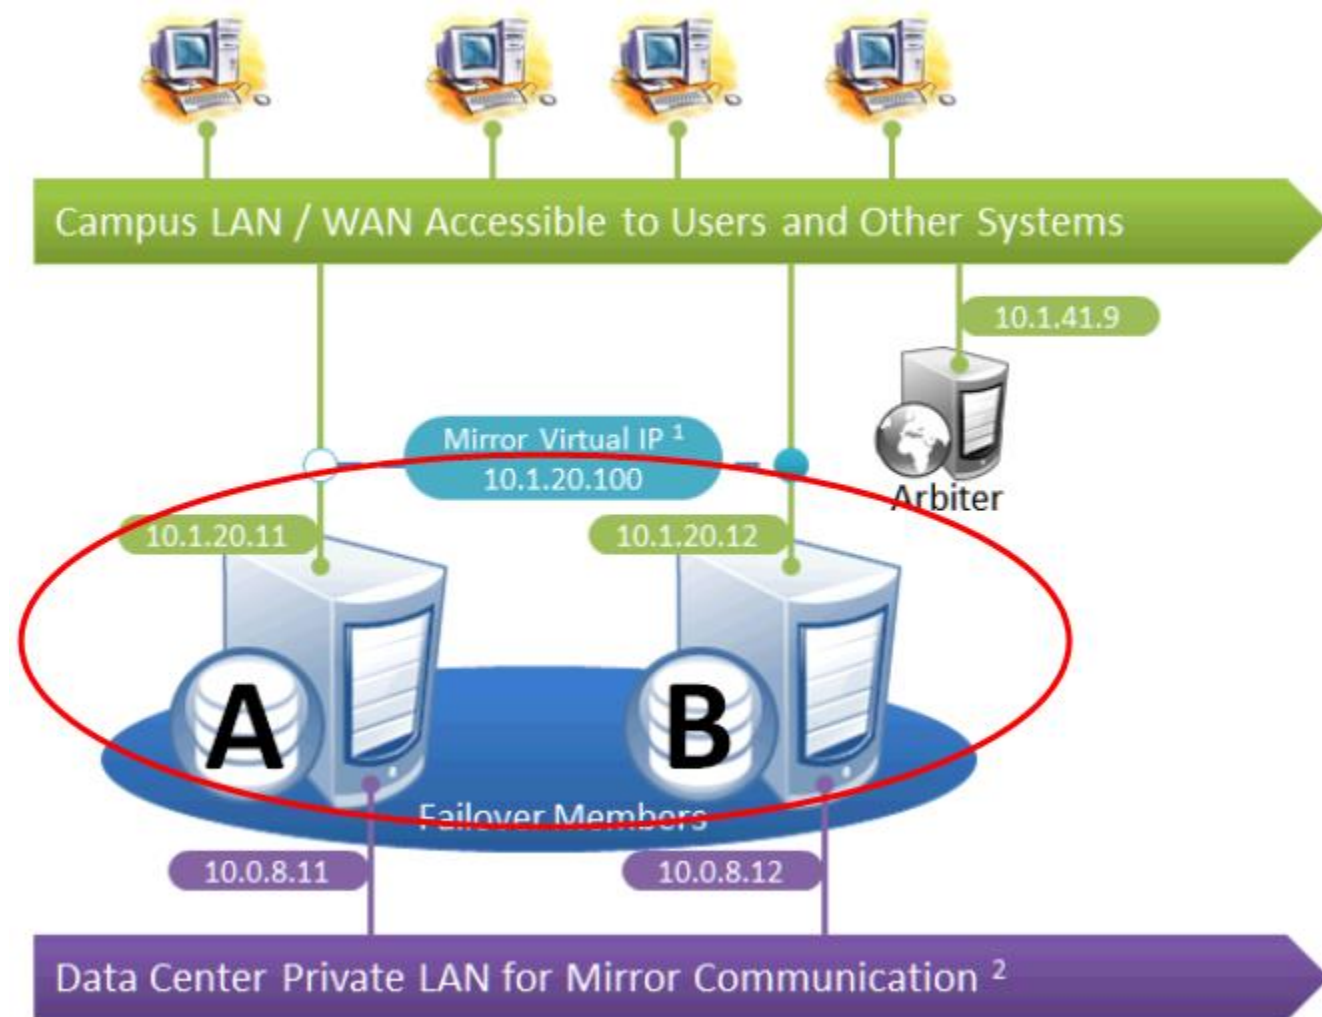 Campus LAN / WAN Accessible to Users and Other Systems
10.1.41.9
Mirror Virtual IP 1
10.1.20.100
Arbiter
10.1.20.11
10.1.20.12
A
B
Failover Members
10.0.8.11
10.0.8.12
Data Center Private LAN for Mirror Communication 2